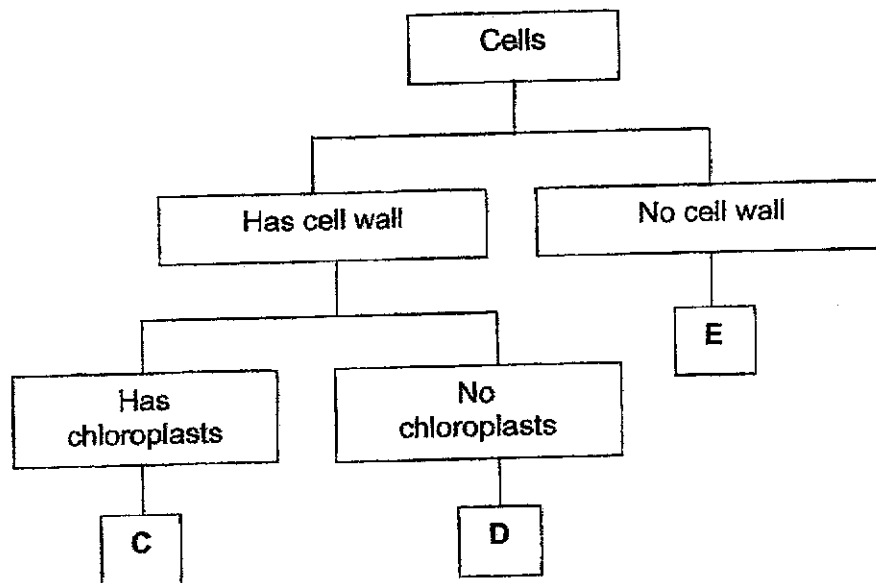 Cells
Has cell wall
No cell wall
E
Has
chloroplasts
No
chloroplasts
C
D